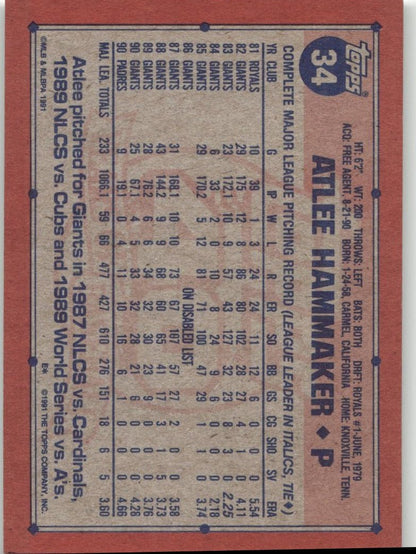 topps®
34
HT: 6'2" WT: 200 THROWS: LEFT BATS: BOTH DRFT: ROYALS #1-JUNE, 1979
ACQ: FREE AGENT, 8-21-90 BORN: 1-24-58, CARMEL, CALIFORNIA HOME: KNOXVILLE, TENN.
ATLEE HAMMAKER ♦ P
COMPLETE MAJOR LEAGUE PITCHING RECORD (LEAGUE LEADER IN ITALICS, TIE♦)
YR CLUB G IP W L R ER SO BB GS CG SHO SV ERA
81 ROYALS 10 39 1 3 24 24 11 12 6 0 0 0 5.54
82 GIANTS 29 175 12 8 86 80 102 28 27 4 1 0 4.11
83 GIANTS 23 172.1 10 9 57 43 127 32 23 8 3 0 2.25
84 GIANTS 6 33 2 0 10 8 24 9 6 0 0 0 2.18
85 GIANTS 29 170.2 5 12 81 71 100 47 29 1 1 0 3.74
86 GIANTS ON DISABLED LIST
87 GIANTS 31 168.1 10 10 73 67 107 57 27 2 0 0 3.58
88 GIANTS 43 144.2 9 9 68 60 65 41 17 3 1 5 3.73
89 GIANTS 28 76.2 6 6 34 32 30 23 9 0 0 0 3.76
90 GIANTS 25 67.1 4 5 33 32 28 21 6 0 0 0 4.28
90 PADRES 9 19.1 0 4 11 10 16 6 1 0 0 0 4.66
MAJ. LEA. TOTALS 233 1066.1 59 66 477 427 610 276 151 18 6 5 3.60
Atlee pitched for Giants in 1987 NLCS vs. Cardinals,
1989 NLCS vs. Cubs and 1989 World Series vs. A's.
©MLB & MLBPA 1991 E® ©1991 THE TOPPS COMPANY, INC.